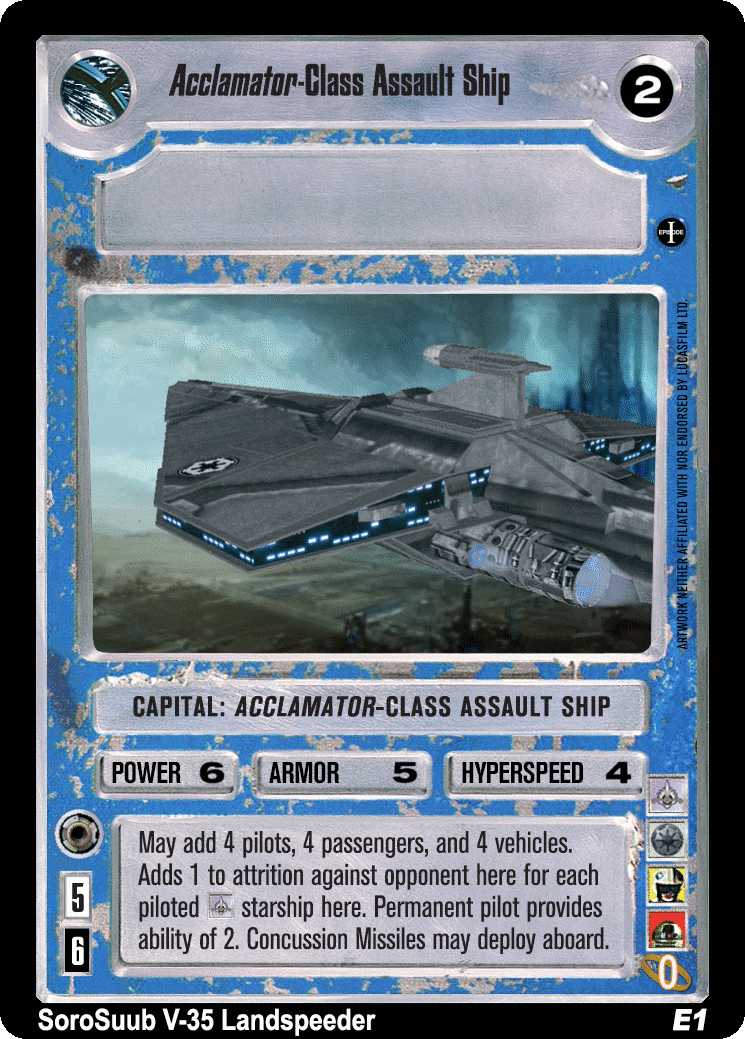 Acclamator-Class Assault Ship
2
EPISODE
I
ARTWORK NEITHER AFFILIATED WITH NOR ENDORSED BY LUCASFILM LTD.
CAPITAL: ACCLAMATOR-CLASS ASSAULT SHIP
POWER 6 ARMOR 5 HYPERSPEED 4
May add 4 pilots, 4 passengers, and 4 vehicles.
Adds 1 to attrition against opponent here for each
piloted starship here. Permanent pilot provides
ability of 2. Concussion Missiles may deploy aboard.
5
6
0
SoroSuub V-35 Landspeeder E1